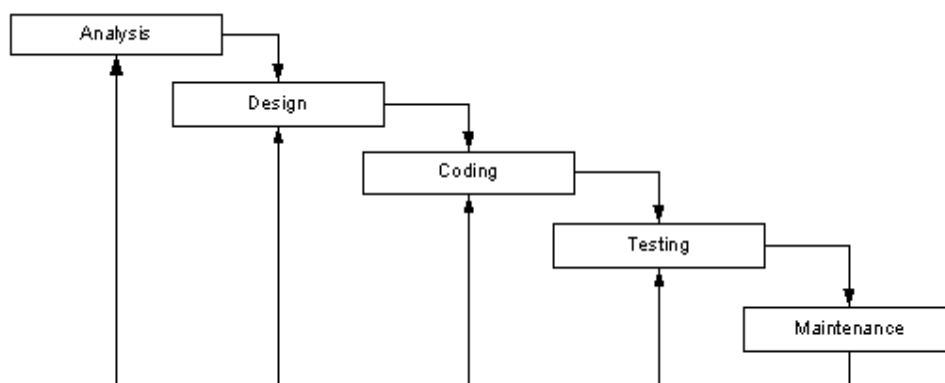 Analysis
Design
Coding
Testing
Maintenance